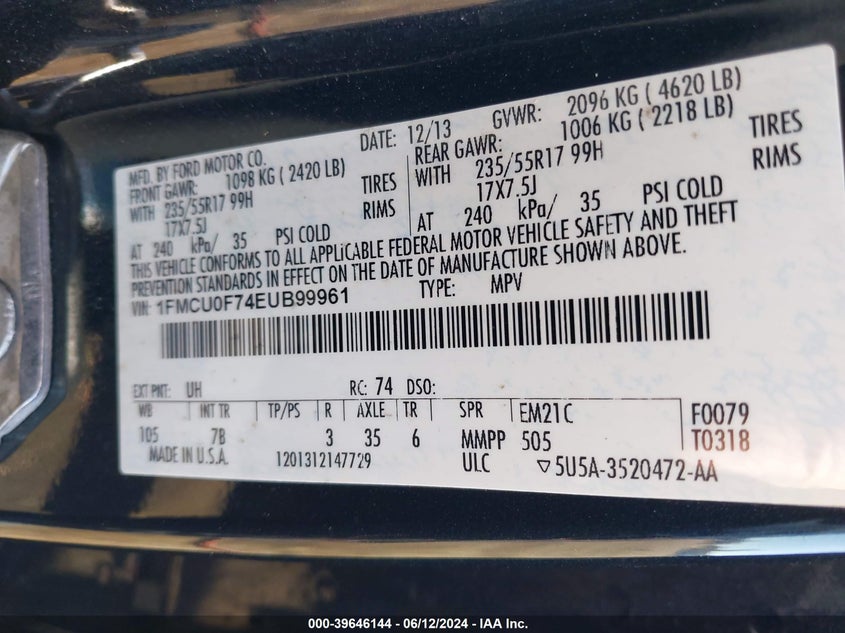 MFD. BY FORD MOTOR CO.
DATE: 12/13 GVWR: 2096 KG ( 4620 LB)
FRONT GAWR: 1098 KG ( 2420 LB) REAR GAWR: 1006 KG ( 2218 LB)
WITH 235/55R17 99H TIRES WITH 235/55R17 99H TIRES
17X7.5J RIMS 17X7.5J RIMS
AT 240 kPa/ 35 PSI COLD AT 240 kPa/ 35 PSI COLD
THIS VEHICLE CONFORMS TO ALL APPLICABLE FEDERAL MOTOR VEHICLE SAFETY AND THEFT
PREVENTION STANDARDS IN EFFECT ON THE DATE OF MANUFACTURE SHOWN ABOVE.
VIN: 1FMCU0F74EUB99961 TYPE: MPV
EXT PNT: UH RC: 74 DSO:
WB INT TR TP/PS R AXLE TR SPR EM21C F0079
105 7B 3 35 6 MMPP 505 T0318
MADE IN U.S.A. 1201312147729 ULC 5U5A-3520472-AA
000-39646144 - 06/12/2024 - IAA Inc.